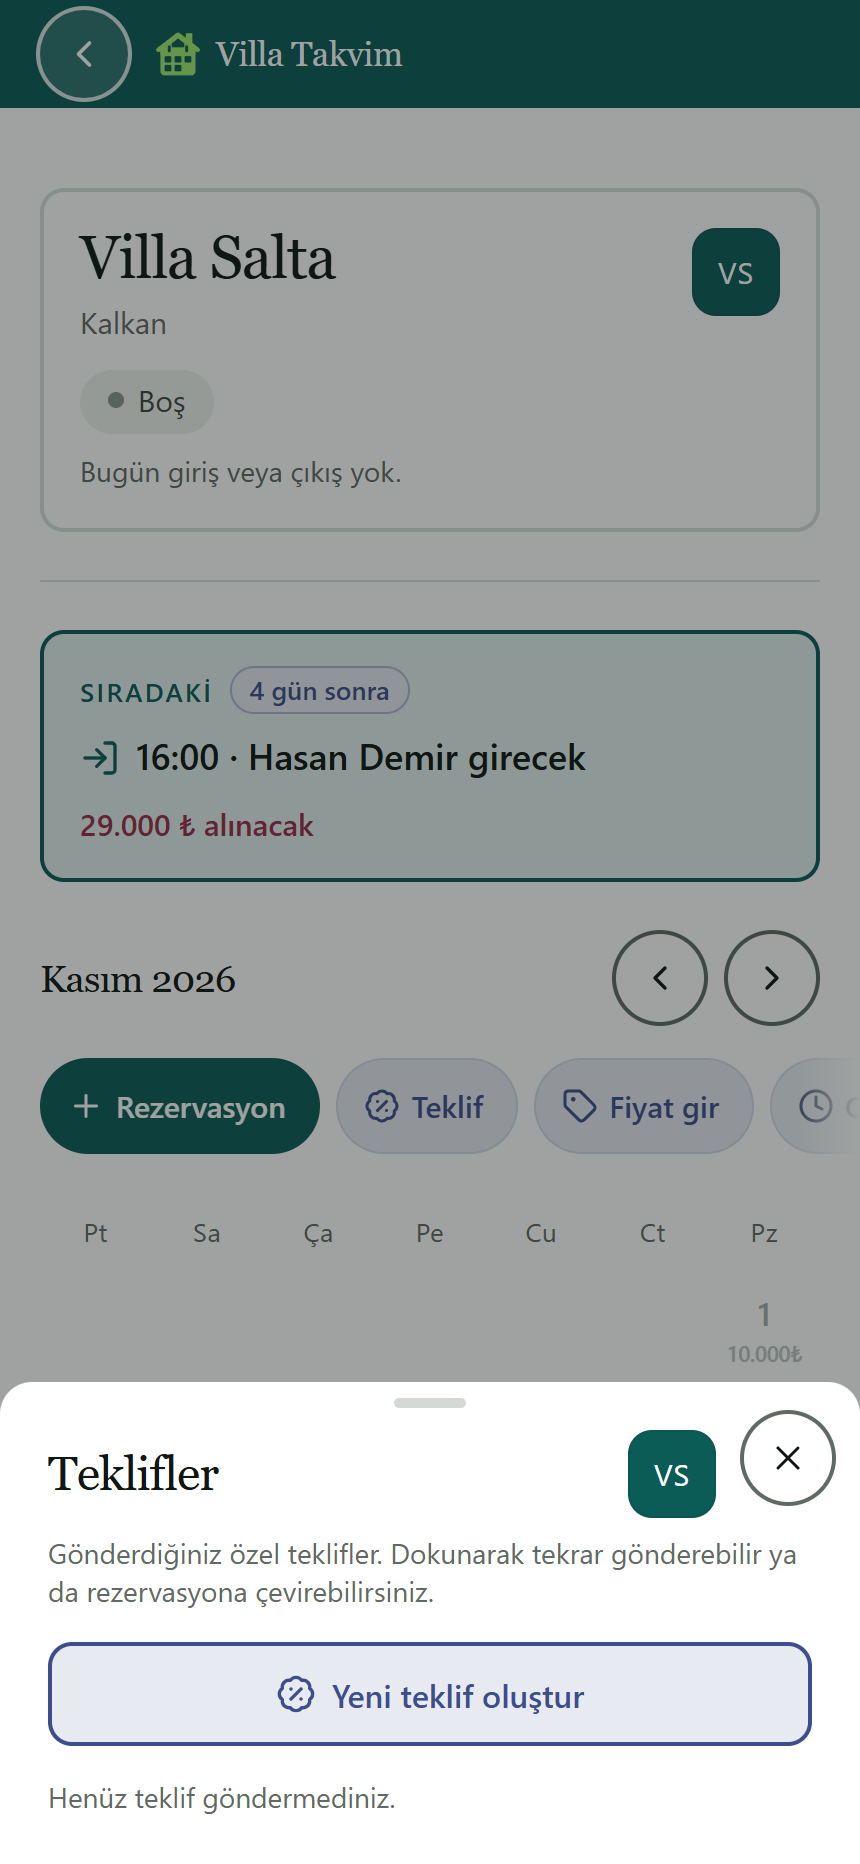 Villa Takvim
Villa Salta
VS
Kalkan
Boş
Bugün giriş veya çıkış yok.
SIRADAKİ
4 gün sonra
16:00 · Hasan Demir girecek
29.000 ₺ alınacak
Kasım 2026
Rezervasyon
Teklif
Fiyat gir
Pt Sa Ça Pe Cu Ct Pz
1
10.000₺
Teklifler
VS
Gönderdiğiniz özel teklifler. Dokunarak tekrar gönderebilir ya
da rezervasyona çevirebilirsiniz.
Yeni teklif oluştur
Henüz teklif göndermediniz.